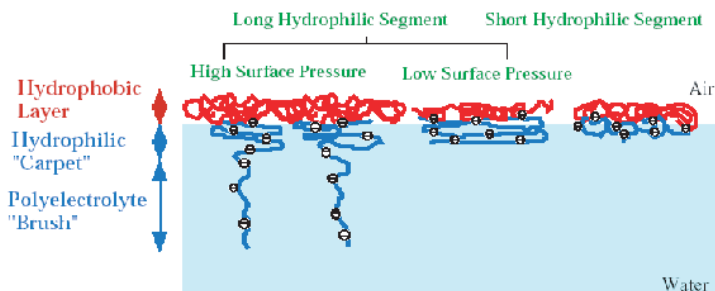 Long Hydrophilic Segment
Short Hydrophilic Segment
High Surface Pressure
Low Surface Pressure
Hydrophobic
Layer
Air
Hydrophilic
"Carpet"
Polyelectrolyte
"Brush"
Water